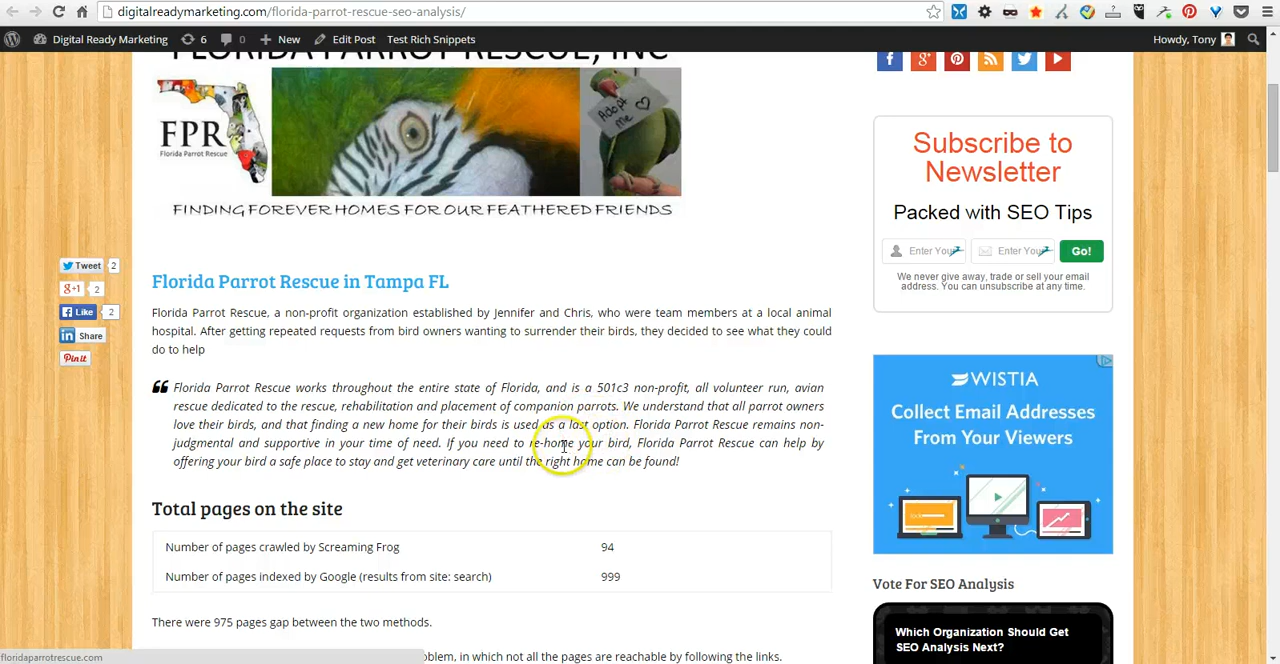 digitalreadymarketing.com/florida-parrot-rescue-seo-analysis/
Digital Ready Marketing 6 0 New Edit Post Test Rich Snippets Howdy, Tony
FLORIDA PARROT RESCUE, INC
FPR
Florida Parrot Rescue
Adopt
me
FINDING FOREVER HOMES FOR OUR FEATHERED FRIENDS
Tweet 2
g+1 2
Like 2
in Share
Pinit
Florida Parrot Rescue in Tampa FL
Florida Parrot Rescue, a non-profit organization established by Jennifer and Chris, who were team members at a local animal
hospital. After getting repeated requests from bird owners wanting to surrender their birds, they decided to see what they could
do to help
Florida Parrot Rescue works throughout the entire state of Florida, and is a 501c3 non-profit, all volunteer run, avian
rescue dedicated to the rescue, rehabilitation and placement of companion parrots. We understand that all parrot owners
love their birds, and that finding a new home for their birds is used as a last option. Florida Parrot Rescue remains non-
judgmental and supportive in your time of need. If you need to re-home your bird, Florida Parrot Rescue can help by
offering your bird a safe place to stay and get veterinary care until the right home can be found!
Total pages on the site
Number of pages crawled by Screaming Frog 94
Number of pages indexed by Google (results from site: search) 999
There were 975 pages gap between the two methods.
oblem, in which not all the pages are reachable by following the links.
floridaparrotrescue.com
Subscribe to
Newsletter
Packed with SEO Tips
Enter You Enter You Go!
We never give away, trade or sell your email
address. You can unsubscribe at any time.
WISTIA
Collect Email Addresses
From Your Viewers
Vote For SEO Analysis
Which Organization Should Get
SEO Analysis Next?